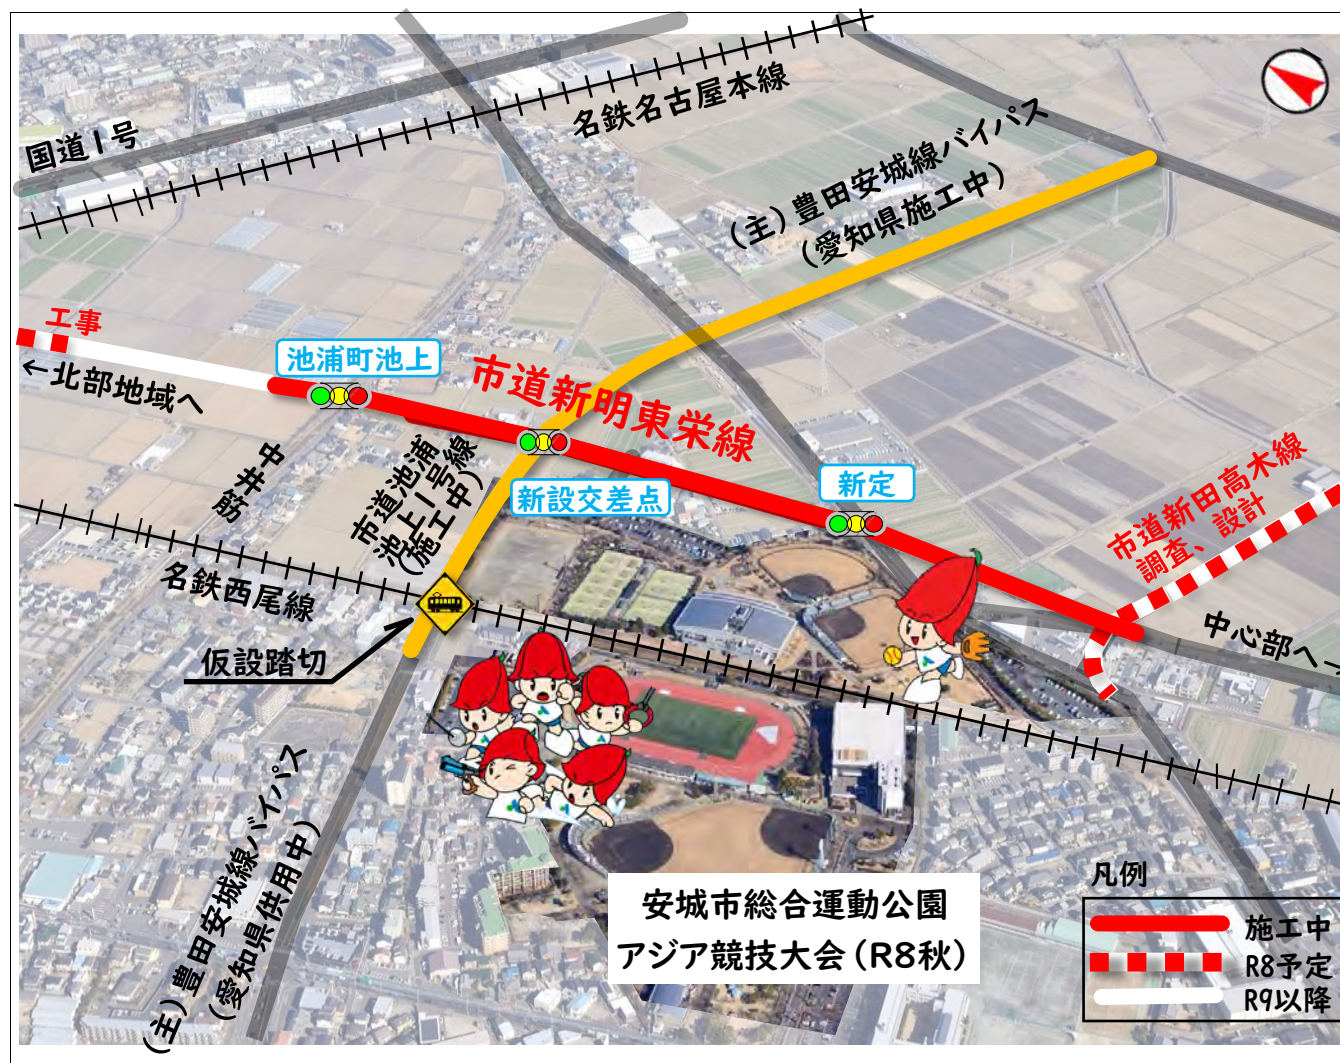 国道1号
名鉄名古屋本線
(主)豊田安城線バイパス
(愛知県施工中)
工事
←北部地域へ
池浦町池上
市道新明東栄線
中井筋
市道池浦
池上1号線
(施工中)
新設交差点
新定
市道新田高木線
調査、設計
名鉄西尾線
仮設踏切
中心部へ→
(主)豊田安城線バイパス
(愛知県供用中)
安城市総合運動公園
アジア競技大会(R8秋)
凡例
施工中
R8予定
R9以降